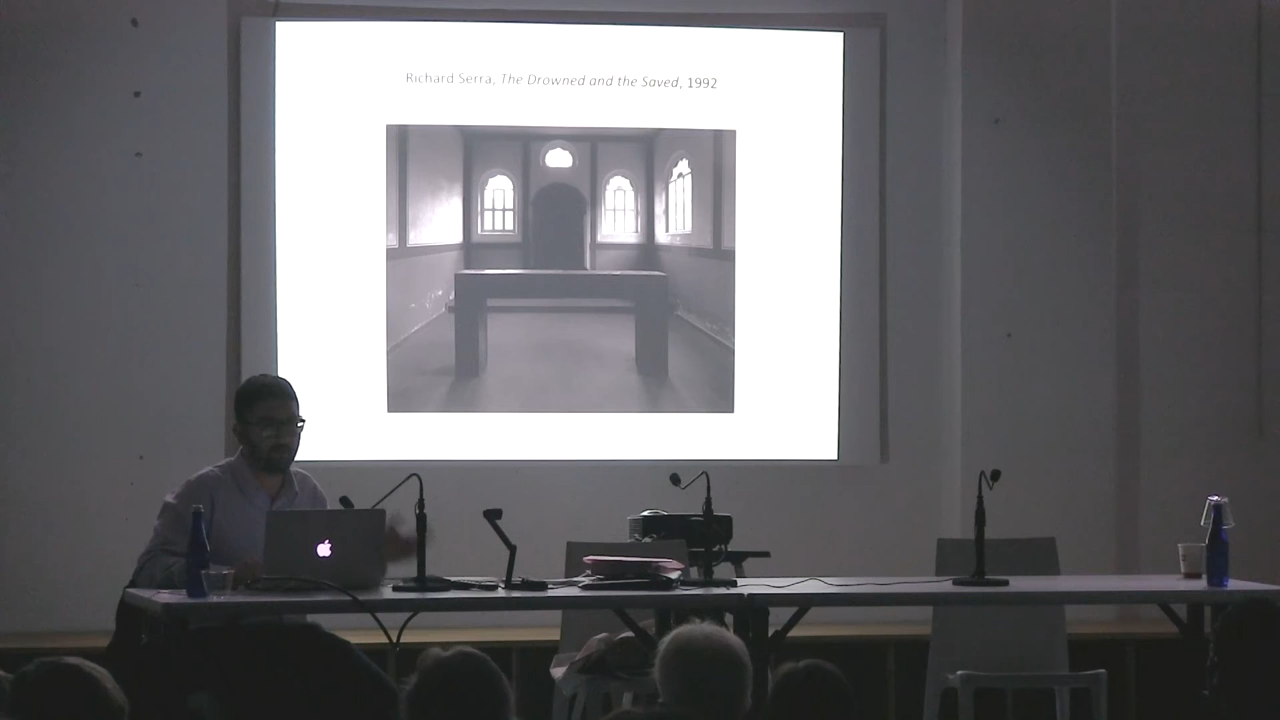 Richard Serra, The Drowned and the Saved, 1992